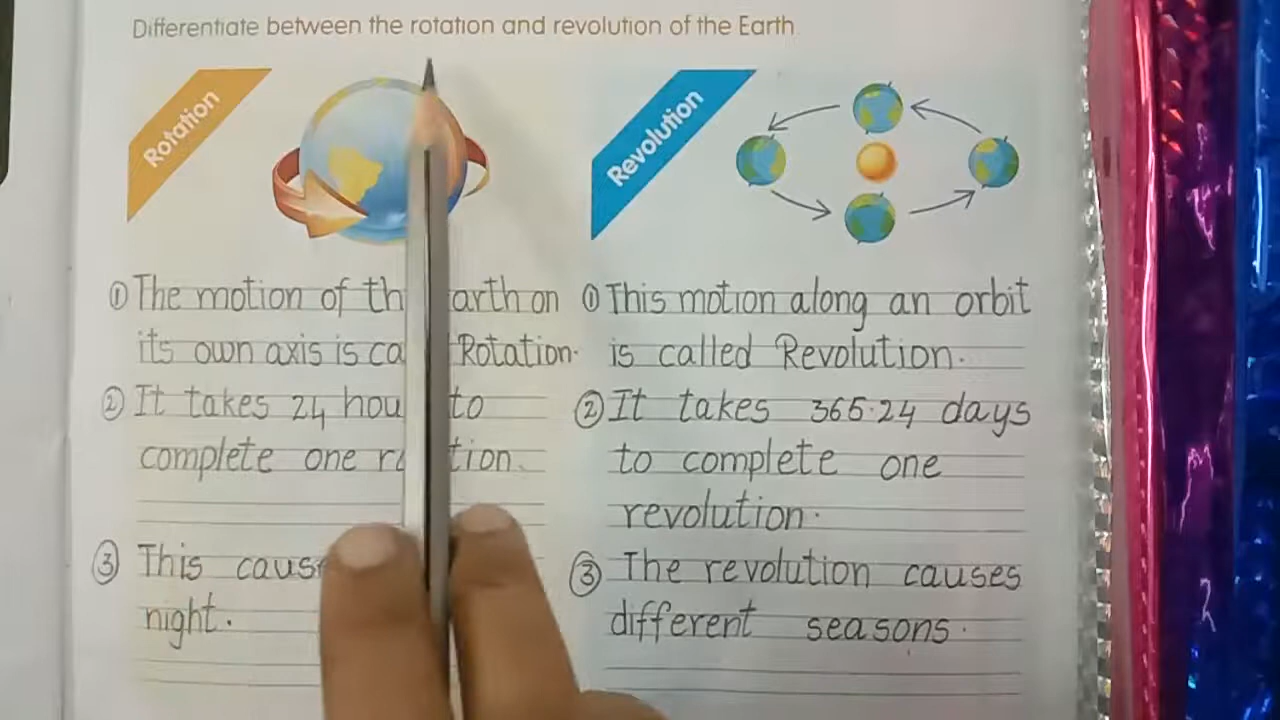 Differentiate between the rotation and revolution of the Earth
Rotation
① The motion of th arth on
its own axis is ca Rotation.
② It takes 24 hou to
complete one r tion.
③ This caus
night.
Revolution
① This motion along an orbit
is called Revolution.
② It takes 365.24 days
to complete one
revolution.
③ The revolution causes
different seasons.